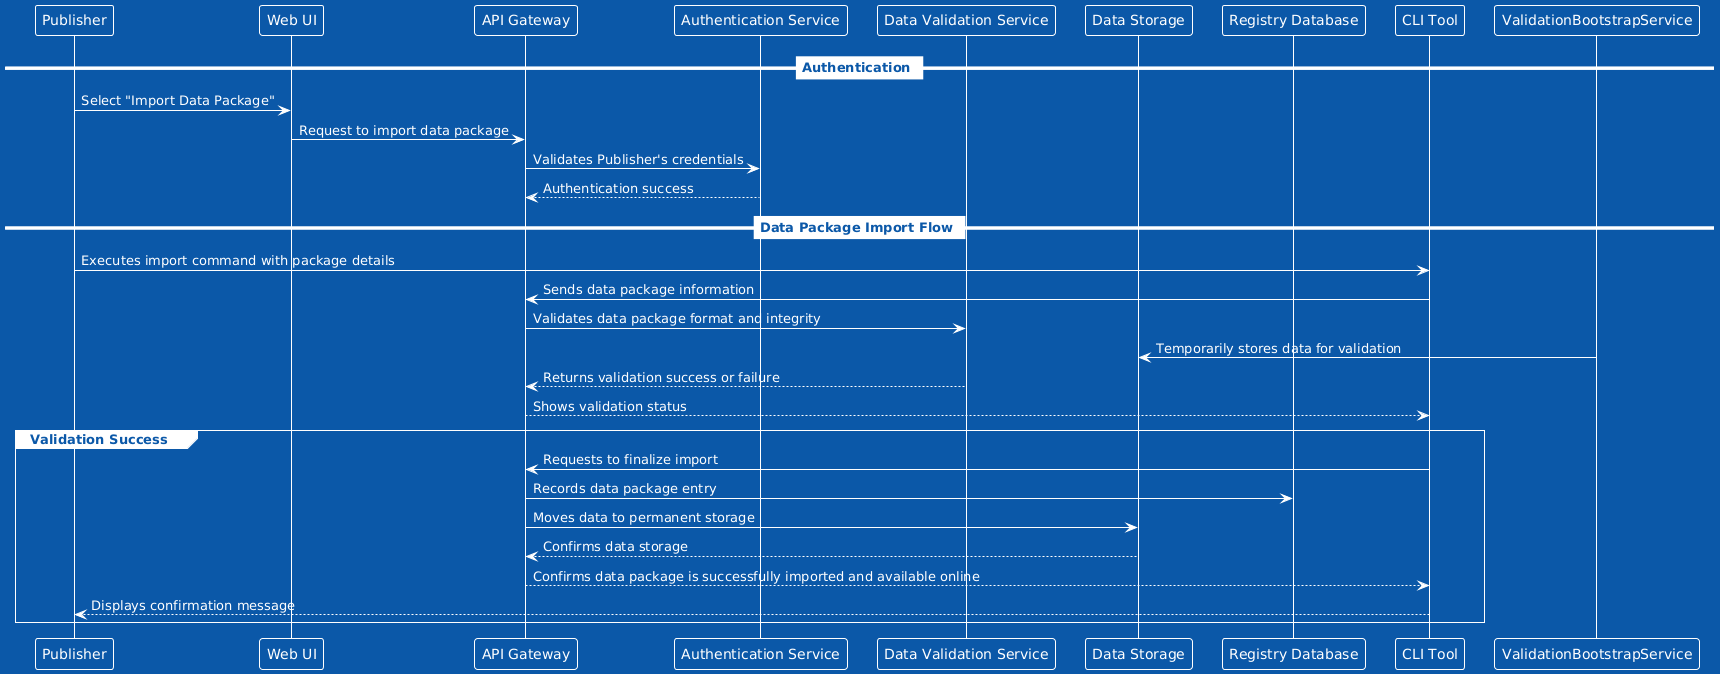 Publisher
Web UI
API Gateway
Authentication Service
Data Validation Service
Data Storage
Registry Database
CLI Tool
ValidationBootstrapService
Authentication
Select "Import Data Package"
Request to import data package
Validates Publisher's credentials
Authentication success
Data Package Import Flow
Executes import command with package details
Sends data package information
Validates data package format and integrity
Temporarily stores data for validation
Returns validation success or failure
Shows validation status
Validation Success
Requests to finalize import
Records data package entry
Moves data to permanent storage
Confirms data storage
Confirms data package is successfully imported and available online
Displays confirmation message
Publisher
Web UI
API Gateway
Authentication Service
Data Validation Service
Data Storage
Registry Database
CLI Tool
ValidationBootstrapService